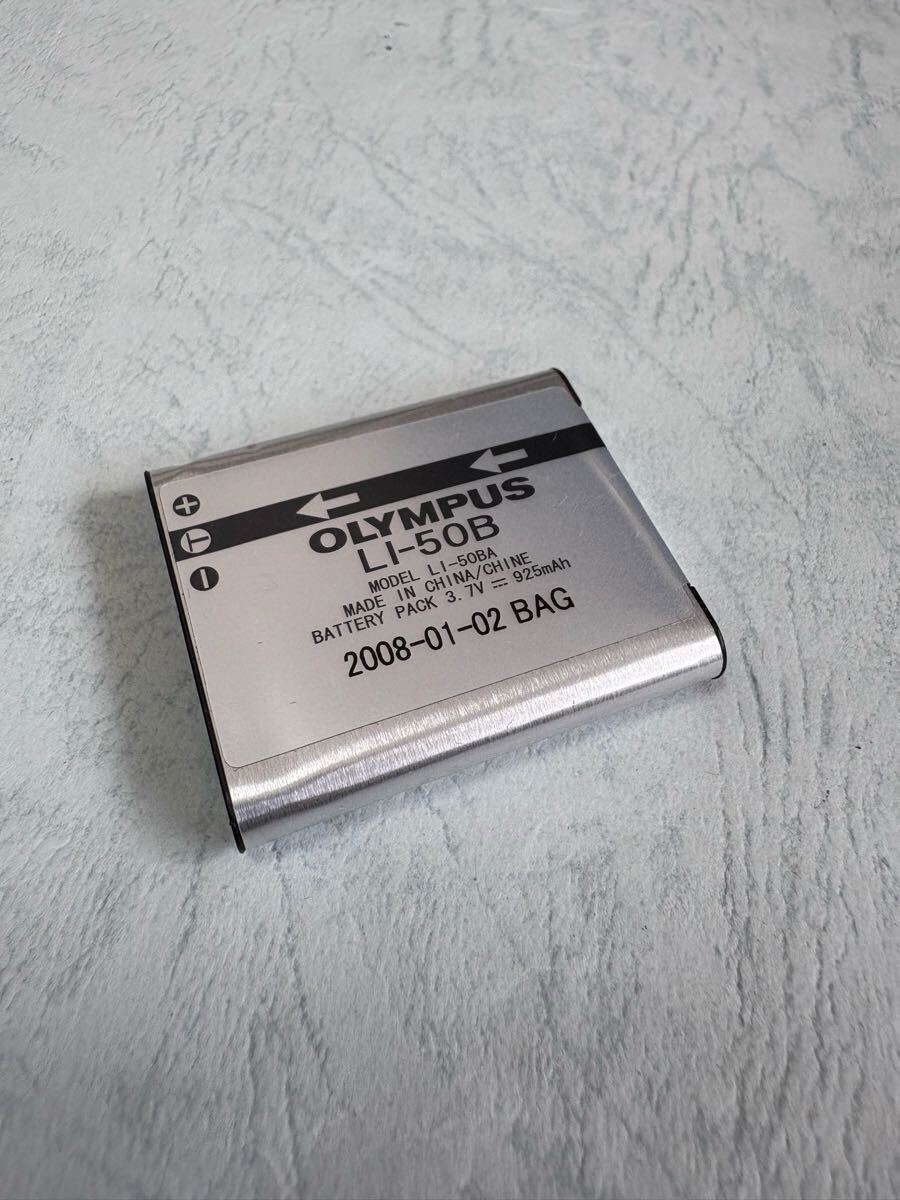 OLYMPUS
LI-50B
MODEL LI-50BA
MADE IN CHINA/CHINE
BATTERY PACK 3.7V⎓925mAh
2008-01-02 BAG
+
T
−